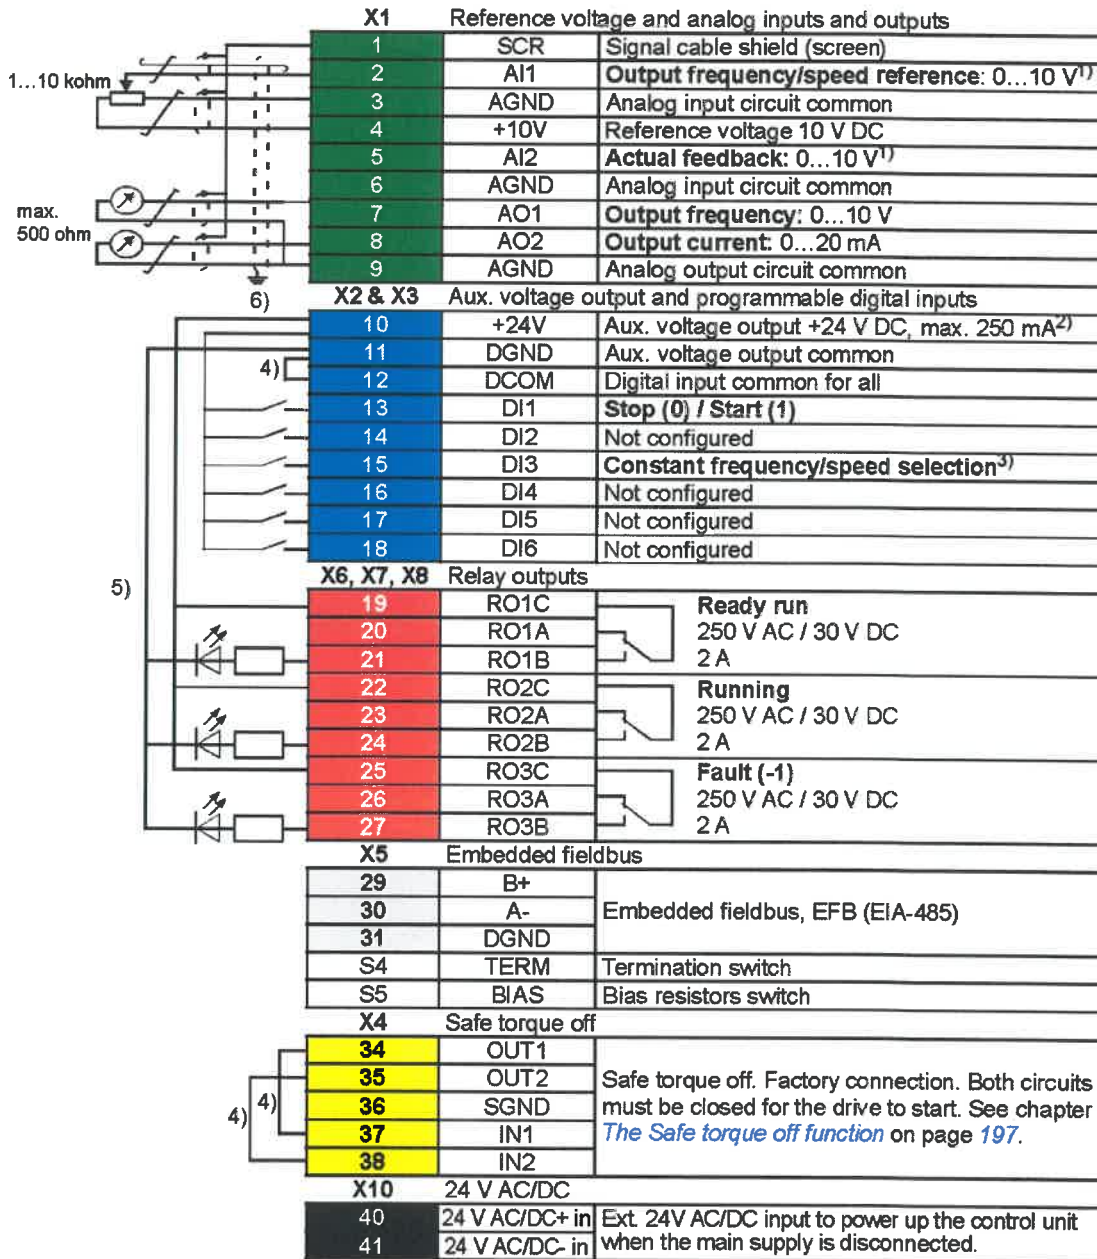 X1 Reference voltage and analog inputs and outputs
1 SCR Signal cable shield (screen)
1...10 kohm
2 AI1 Output frequency/speed reference: 0...10 V1)
3 AGND Analog input circuit common
4 +10V Reference voltage 10 V DC
5 AI2 Actual feedback: 0...10 V1)
6 AGND Analog input circuit common
max.
500 ohm
7 AO1 Output frequency: 0...10 V
8 AO2 Output current: 0...20 mA
9 AGND Analog output circuit common
6)
X2 & X3 Aux. voltage output and programmable digital inputs
10 +24V Aux. voltage output +24 V DC, max. 250 mA2)
11 DGND Aux. voltage output common
4)
12 DCOM Digital input common for all
13 DI1 Stop (0) / Start (1)
14 DI2 Not configured
15 DI3 Constant frequency/speed selection3)
16 DI4 Not configured
17 DI5 Not configured
18 DI6 Not configured
5)
X6, X7, X8 Relay outputs
19 RO1C Ready run
20 RO1A 250 V AC / 30 V DC
21 RO1B 2 A
22 RO2C Running
23 RO2A 250 V AC / 30 V DC
24 RO2B 2 A
25 RO3C Fault (-1)
26 RO3A 250 V AC / 30 V DC
27 RO3B 2 A
X5 Embedded fieldbus
29 B+
30 A- Embedded fieldbus, EFB (EIA-485)
31 DGND
S4 TERM Termination switch
S5 BIAS Bias resistors switch
X4 Safe torque off
34 OUT1
35 OUT2 Safe torque off. Factory connection. Both circuits
4) 4) 36 SGND must be closed for the drive to start. See chapter
37 IN1 The Safe torque off function on page 197.
38 IN2
X10 24 V AC/DC
40 24 V AC/DC+ in Ext. 24V AC/DC input to power up the control unit
41 24 V AC/DC- in when the main supply is disconnected.